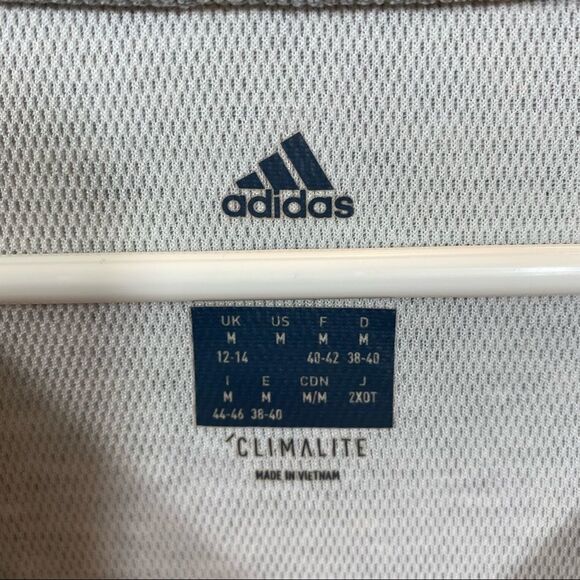 adidas
UK US F D
M M M M
12-14 40-42 38-40
I E CDN J
M M M/M 2XOT
44-46 38-40
CLIMALITE
MADE IN VIETNAM